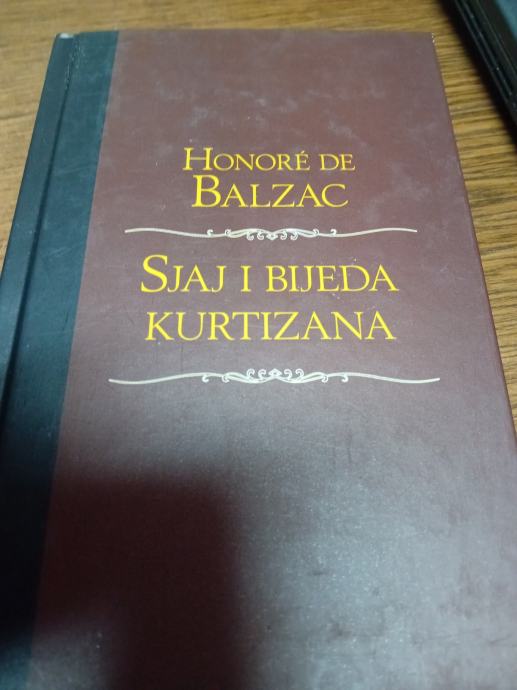 HONORÉ DE
BALZAC
SJAJ I BIJEDA
KURTIZANA